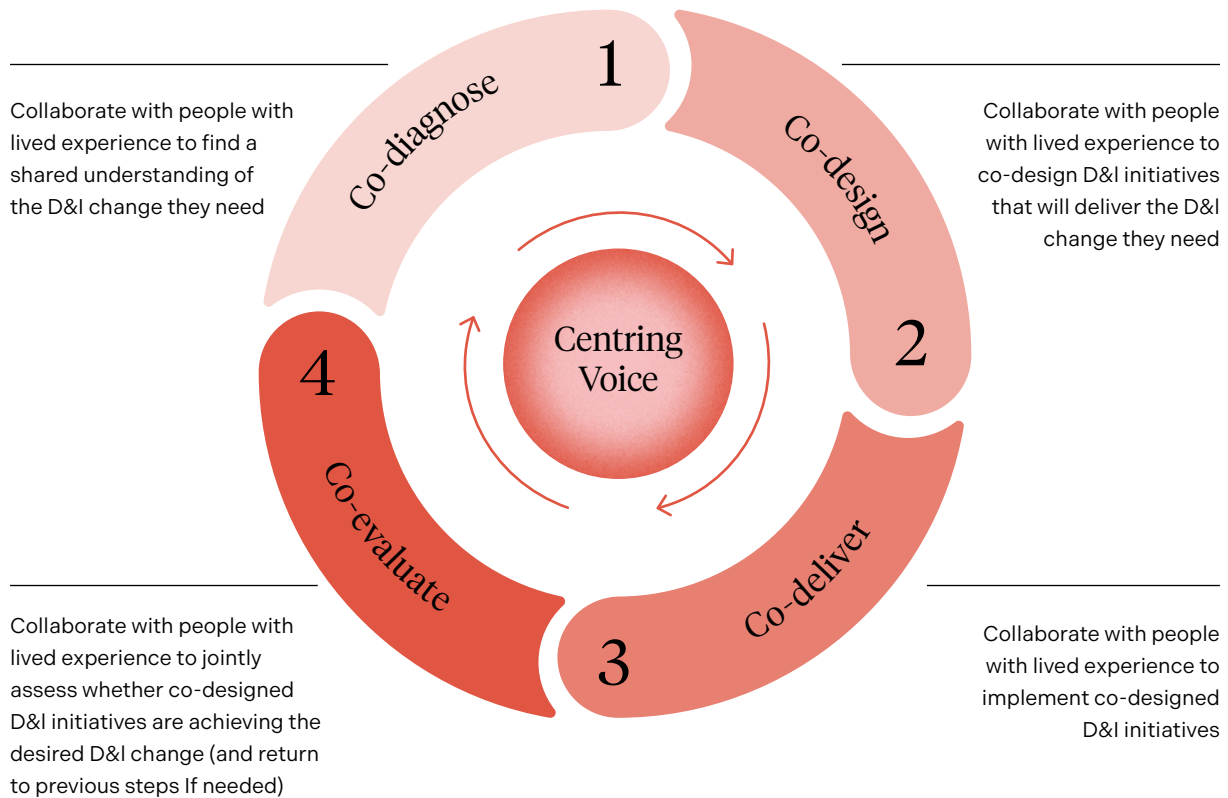 1
Co-diagnose
Collaborate with people with
lived experience to find a
shared understanding of
the D&I change they need
Co-design
2
Collaborate with people
with lived experience to
co-design D&I initiatives
that will deliver the D&I
change they need
Centring
Voice
Co-deliver
3
Collaborate with people
with lived experience to
implement co-designed
D&I initiatives
4
Co-evaluate
Collaborate with people with
lived experience to jointly
assess whether co-designed
D&I initiatives are achieving the
desired D&I change (and return
to previous steps If needed)